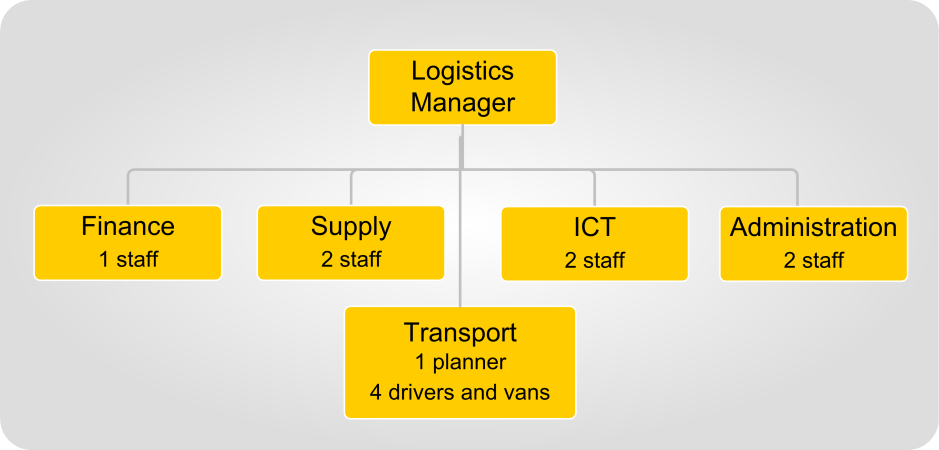 Logistics
Manager
Finance
1 staff
Supply
2 staff
ICT
2 staff
Administration
2 staff
Transport
1 planner
4 drivers and vans